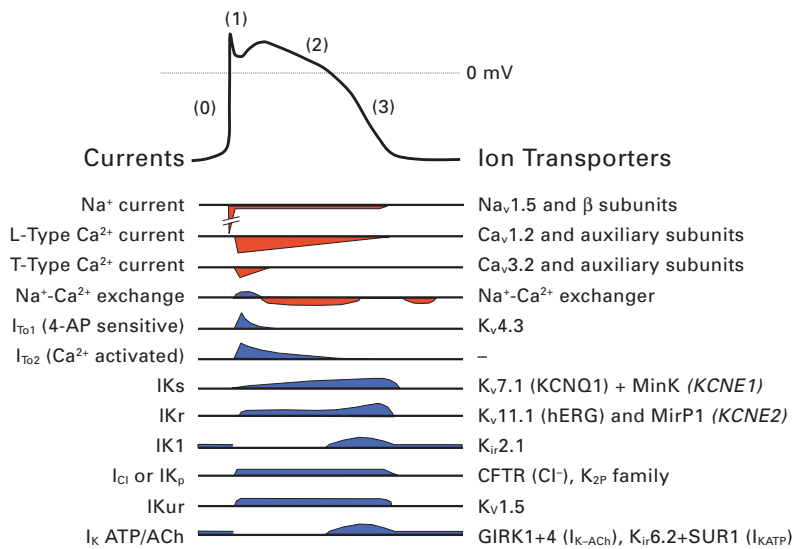 (1)
(2)
0 mV
(0)
(3)
Currents Ion Transporters
Na⁺ current Naᵥ1.5 and β subunits
L-Type Ca²⁺ current Caᵥ1.2 and auxiliary subunits
T-Type Ca²⁺ current Caᵥ3.2 and auxiliary subunits
Na⁺-Ca²⁺ exchange Na⁺-Ca²⁺ exchanger
I_To1 (4-AP sensitive) Kᵥ4.3
I_To2 (Ca²⁺ activated) –
IKs Kᵥ7.1 (KCNQ1) + MinK (KCNE1)
IKr Kᵥ11.1 (hERG) and MirP1 (KCNE2)
IK1 K_ir2.1
I_Cl or IK_p CFTR (Cl⁻), K_2P family
IKur K_V1.5
I_K ATP/ACh GIRK1+4 (I_K–ACh), K_ir6.2+SUR1 (I_KATP)